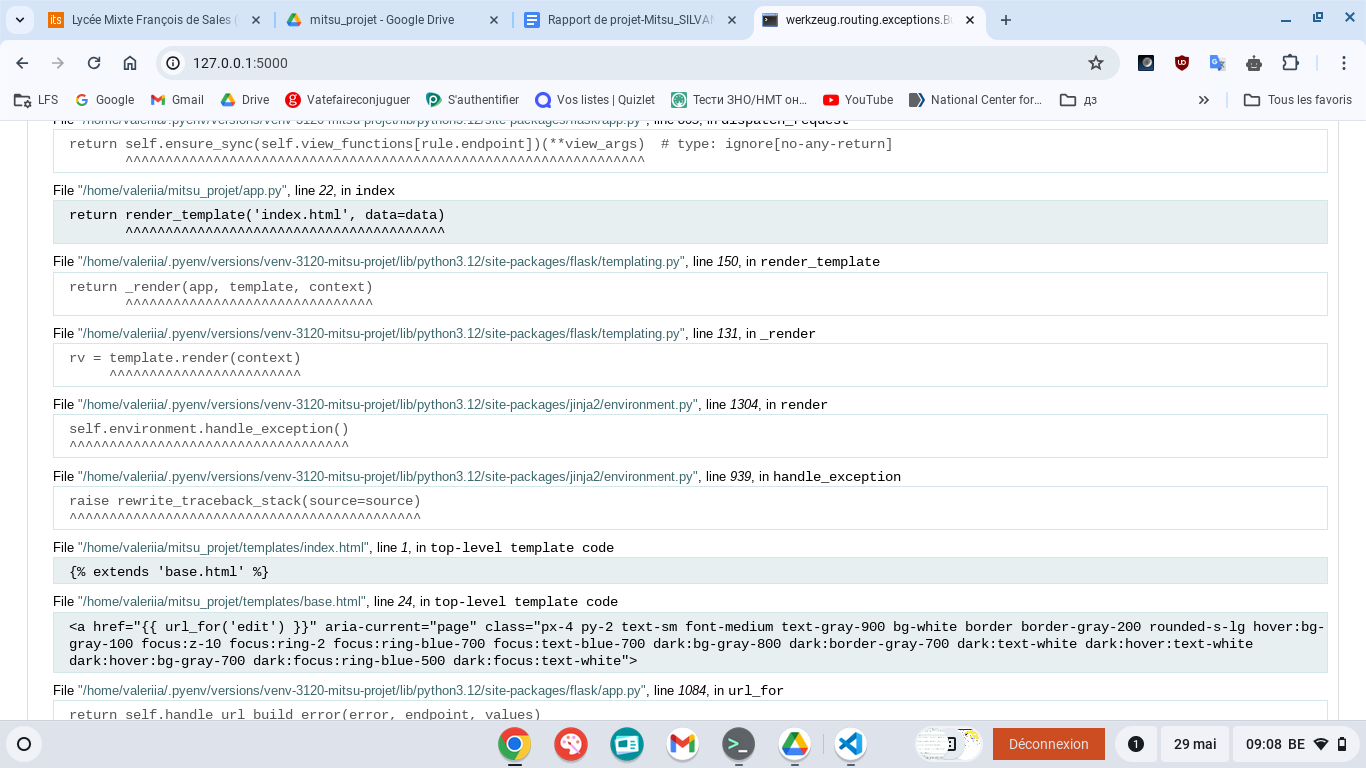 Lycée Mixte François de Sales (
mitsu_projet - Google Drive
Rapport de projet-Mitsu_SILVAN
werkzeug.routing.exceptions.Bu
127.0.0.1:5000
LFS
Google
Gmail
Drive
Vatefaireconjuguer
S'authentifier
Vos listes | Quizlet
Тести ЗНО/НМТ он...
YouTube
National Center for...
дз
Tous les favoris
File "/home/valeriia/.pyenv/versions/venv-3120-mitsu-projet/lib/python3.12/site-packages/flask/app.py", line 865, in dispatch_request
return self.ensure_sync(self.view_functions[rule.endpoint])(**view_args)  # type: ignore[no-any-return]
^^^^^^^^^^^^^^^^^^^^^^^^^^^^^^^^^^^^^^^^^^^^^^^^^^^^^^^^^^^^^^^^^
File "/home/valeriia/mitsu_projet/app.py", line 22, in index
return render_template('index.html', data=data)
^^^^^^^^^^^^^^^^^^^^^^^^^^^^^^^^^^^^^^^^
File "/home/valeriia/.pyenv/versions/venv-3120-mitsu-projet/lib/python3.12/site-packages/flask/templating.py", line 150, in render_template
return _render(app, template, context)
^^^^^^^^^^^^^^^^^^^^^^^^^^^^^^^
File "/home/valeriia/.pyenv/versions/venv-3120-mitsu-projet/lib/python3.12/site-packages/flask/templating.py", line 131, in _render
rv = template.render(context)
^^^^^^^^^^^^^^^^^^^^^^^^
File "/home/valeriia/.pyenv/versions/venv-3120-mitsu-projet/lib/python3.12/site-packages/jinja2/environment.py", line 1304, in render
self.environment.handle_exception()
^^^^^^^^^^^^^^^^^^^^^^^^^^^^^^^^^^^
File "/home/valeriia/.pyenv/versions/venv-3120-mitsu-projet/lib/python3.12/site-packages/jinja2/environment.py", line 939, in handle_exception
raise rewrite_traceback_stack(source=source)
^^^^^^^^^^^^^^^^^^^^^^^^^^^^^^^^^^^^^^^^^^^^
File "/home/valeriia/mitsu_projet/templates/index.html", line 1, in top-level template code
{% extends 'base.html' %}
File "/home/valeriia/mitsu_projet/templates/base.html", line 24, in top-level template code
<a href="{{ url_for('edit') }}" aria-current="page" class="px-4 py-2 text-sm font-medium text-gray-900 bg-white border border-gray-200 rounded-s-lg hover:bg-
gray-100 focus:z-10 focus:ring-2 focus:ring-blue-700 focus:text-blue-700 dark:bg-gray-800 dark:border-gray-700 dark:text-white dark:hover:text-white
dark:hover:bg-gray-700 dark:focus:ring-blue-500 dark:focus:text-white">
File "/home/valeriia/.pyenv/versions/venv-3120-mitsu-projet/lib/python3.12/site-packages/flask/app.py", line 1084, in url_for
return self.handle_url_build_error(error, endpoint, values)
Déconnexion
1
29 mai
09:08 BE